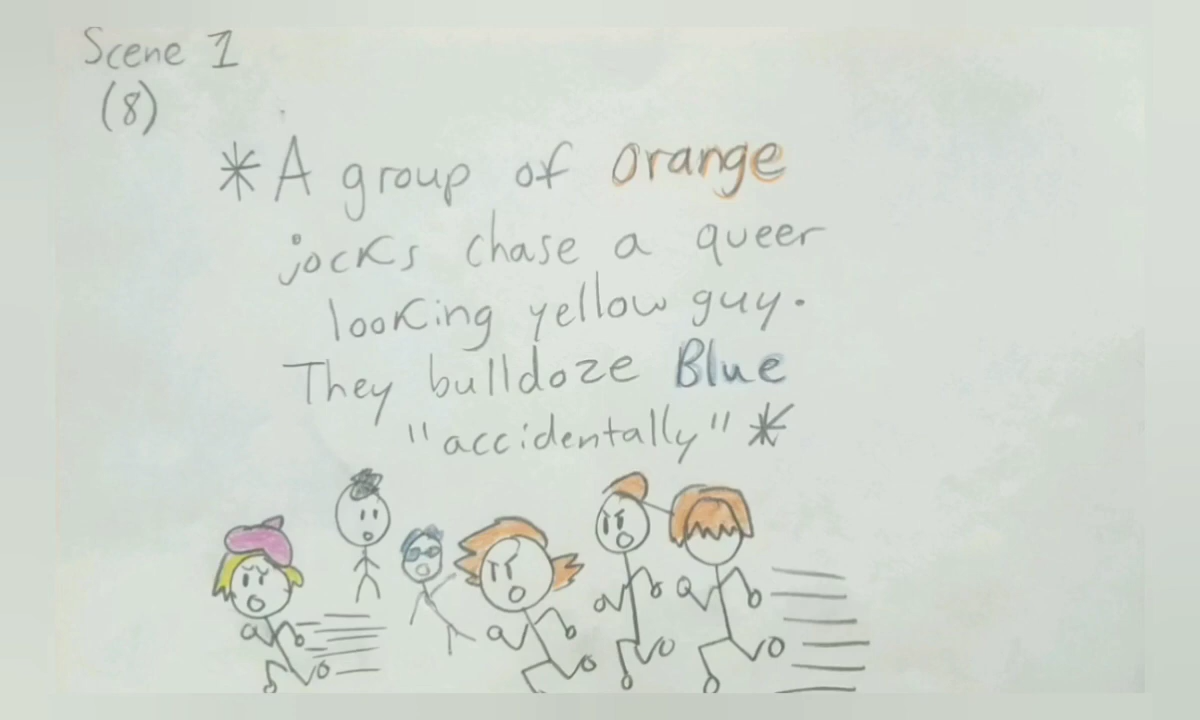 Scene 1
(8)
*A group of orange
jocks chase a queer
looking yellow guy.
They bulldoze Blue
"accidentally"*